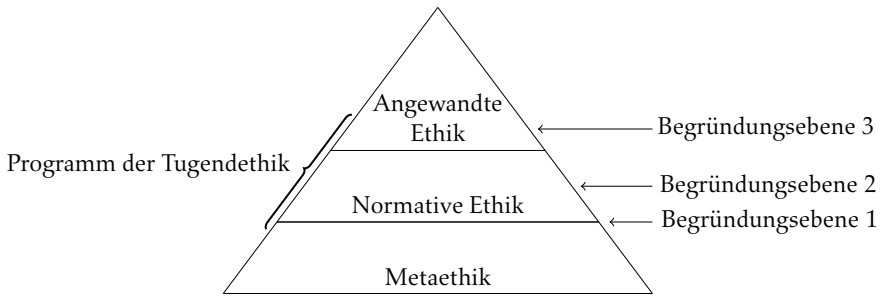 Angewandte
Ethik
Begründungsebene 3
Programm der Tugendethik
Begründungsebene 2
Normative Ethik
Begründungsebene 1
Metaethik